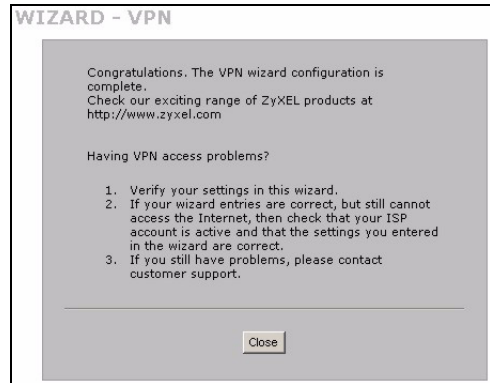 WIZARD - VPN
Congratulations. The VPN wizard configuration is
complete.
Check our exciting range of ZyXEL products at
http://www.zyxel.com
Having VPN access problems?
1. Verify your settings in this wizard.
2. If your wizard entries are correct, but still cannot
access the Internet, then check that your ISP
account is active and that the settings you entered
in the wizard are correct.
3. If you still have problems, please contact
customer support.
Close